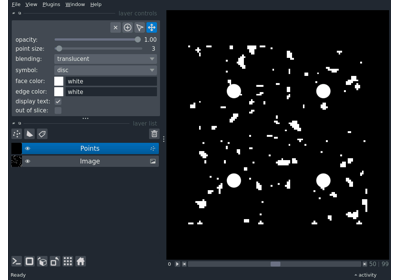 File View Plugins Window Help
layer controls
opacity: 1.00
point size: 3
blending: translucent
symbol: disc
face color: white
edge color: white
display text:
out of slice:
layer list
Points
Image
50 99
Ready
activity